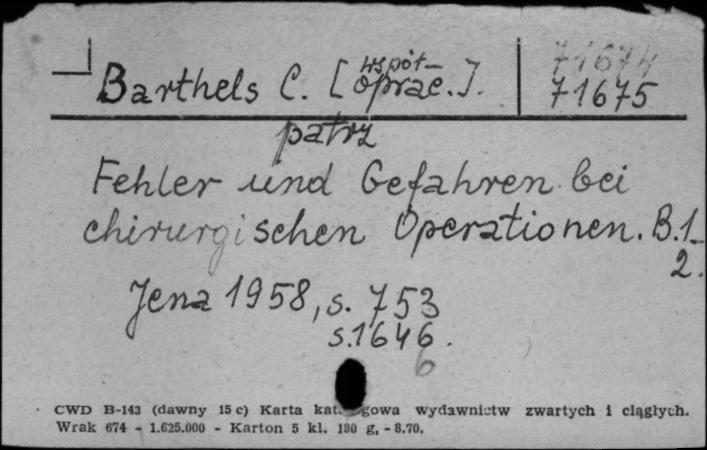 71674
Barthels C. [współ-oprac.]. 71675
patrz
Fehler und Gefahren bei
chirurgischen Operationen. B.1-
2.
Jena 1958, s. 753
s. 1646.
6
CWD B-143 (dawny 15 c) Karta kat gowa wydawnictw zwartych i ciągłych.
Wrak 674 - 1.625.000 - Karton 5 kl. 180 g. - 8.70.